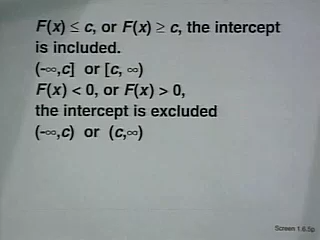 F(x) ≤ c, or F(x) ≥ c, the intercept
is included.
(-∞,c]  or [c, ∞)
F(x) < 0, or F(x) > 0,
the intercept is excluded
(-∞,c)  or  (c,∞)
Screen 1.6.5p